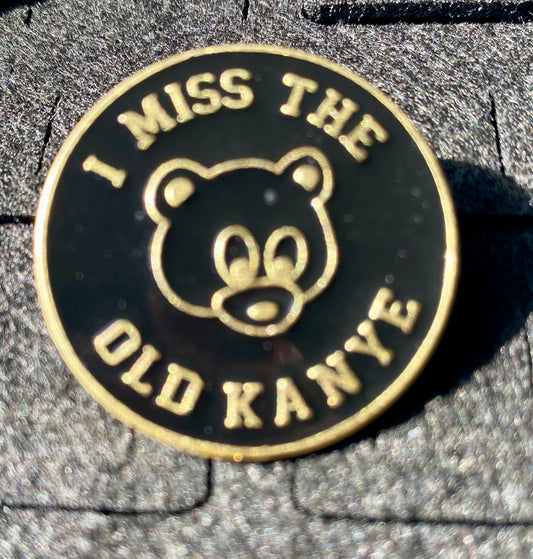 I MISS THE
OLD KANYE